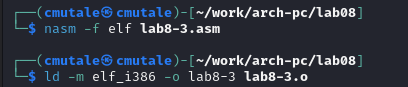 ┌──(cmutale㉿cmutale)-[~/work/arch-pc/lab08]
└─$ nasm -f elf lab8-3.asm
┌──(cmutale㉿cmutale)-[~/work/arch-pc/lab08]
└─$ ld -m elf_i386 -o lab8-3 lab8-3.o